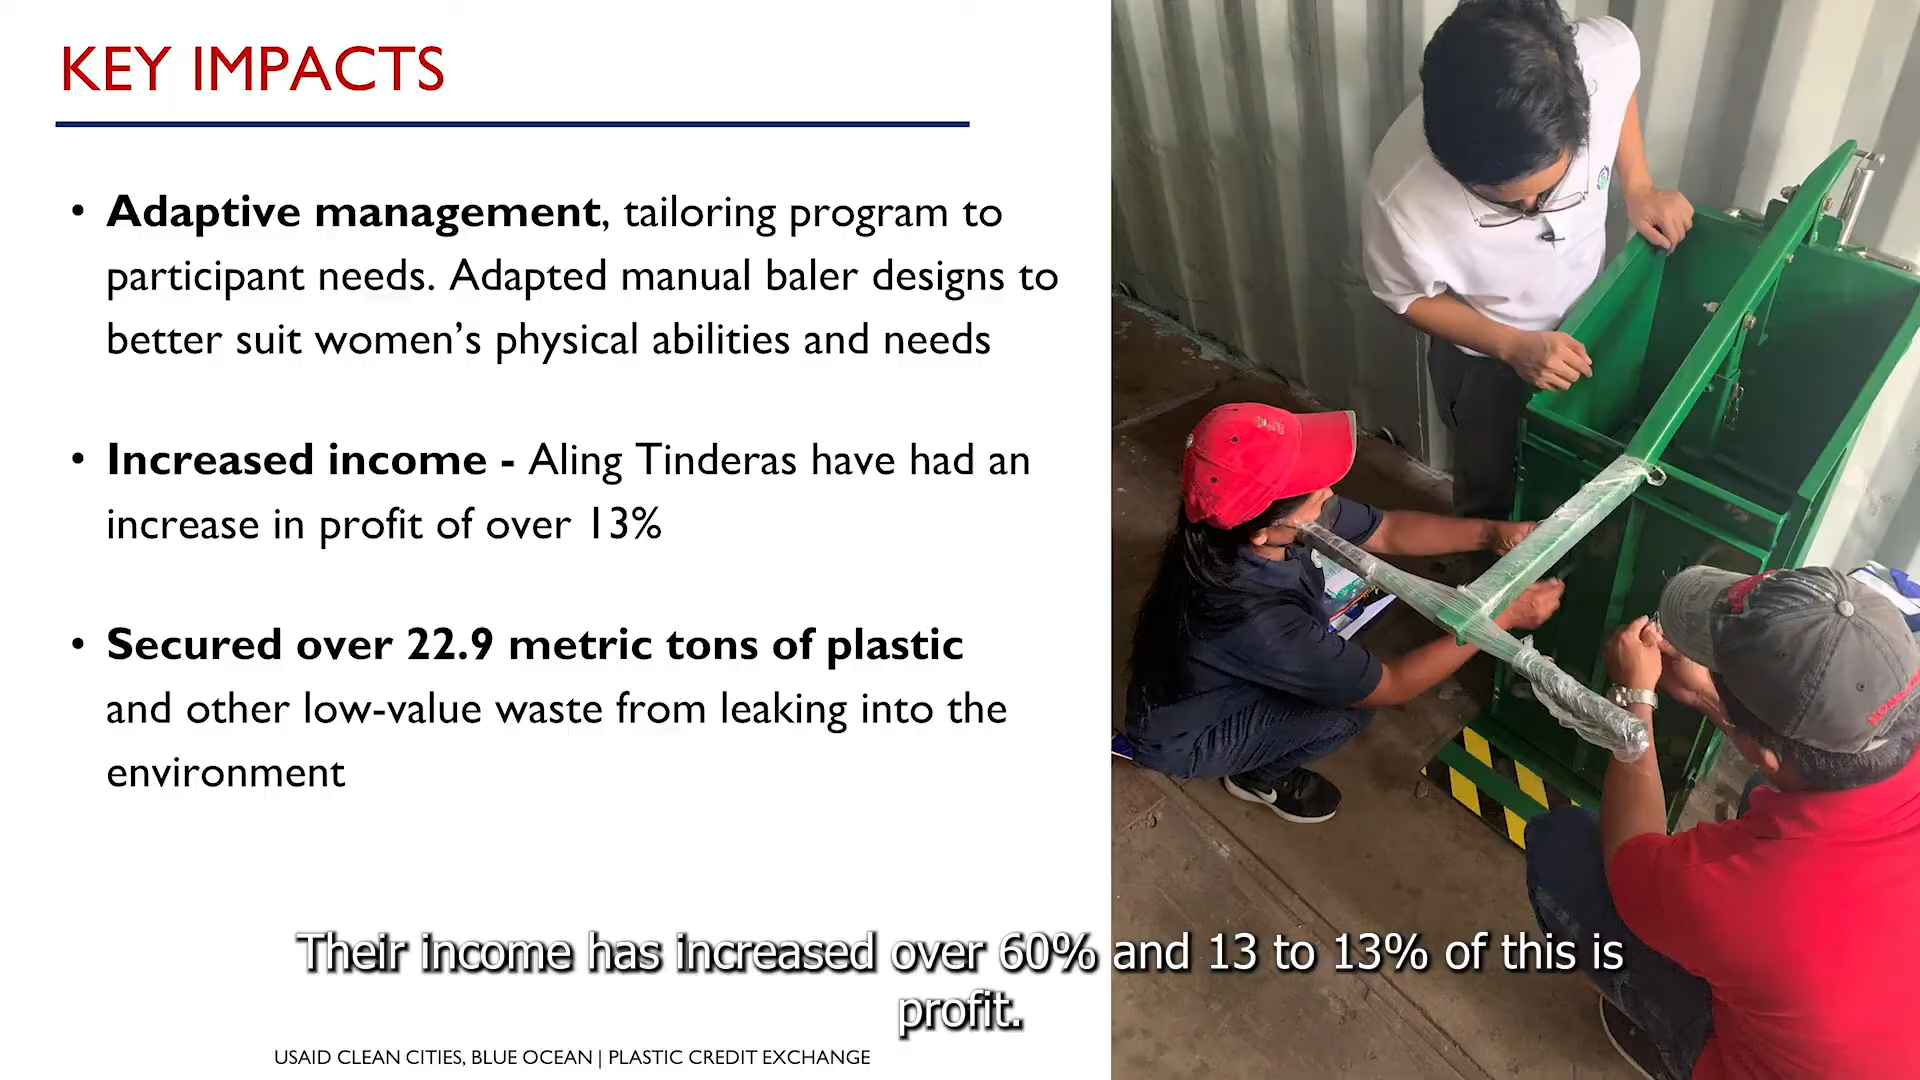 KEY IMPACTS
• Adaptive management, tailoring program to
participant needs. Adapted manual baler designs to
better suit women's physical abilities and needs
• Increased income - Aling Tinderas have had an
increase in profit of over 13%
• Secured over 22.9 metric tons of plastic
and other low-value waste from leaking into the
environment
Their income has increased over 60% and 13 to 13% of this is
profit.
USAID CLEAN CITIES, BLUE OCEAN | PLASTIC CREDIT EXCHANGE